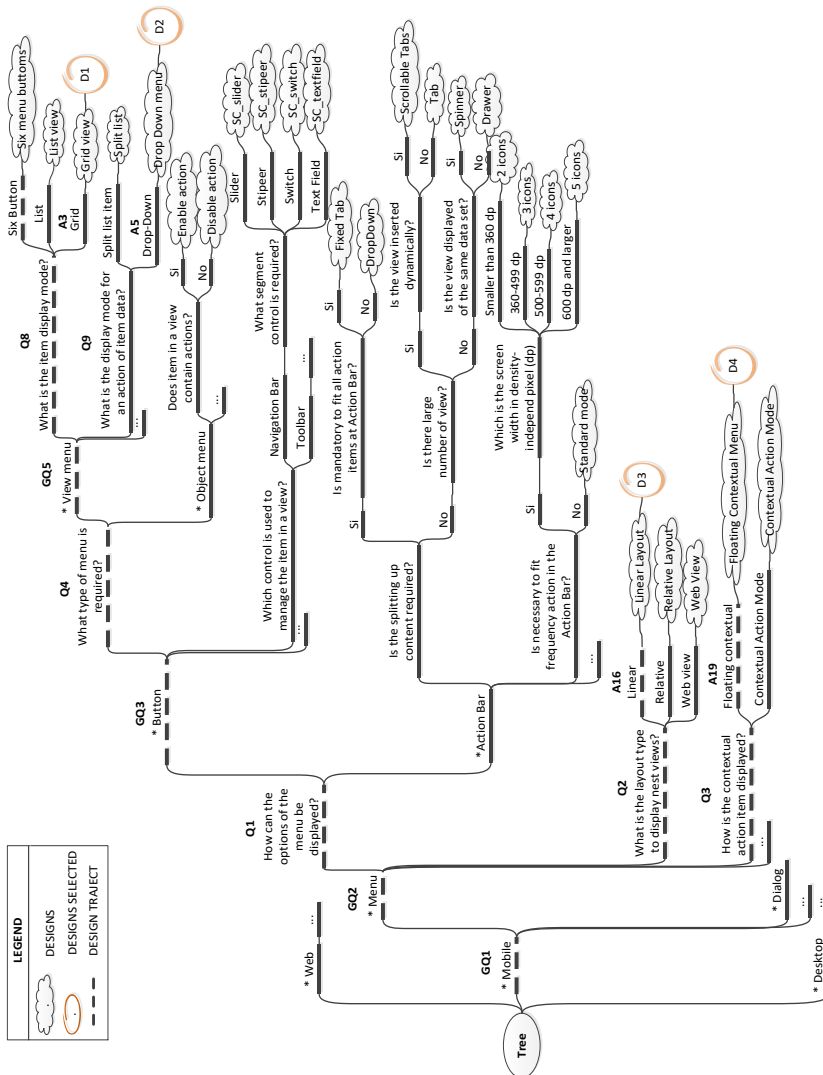 LEGEND
DESIGNS
DESIGNS SELECTED
DESIGN TRAJECT
Tree
* Web
...
GQ1
* Mobile
* Desktop
...
GQ2
* Menu
* Dialog
...
Q1
How can the
options of the
menu be
displayed?
GQ3
* Button
*Action Bar
...
Q4
What type of menu is
required?
GQ5
* View menu
Q8
What is the item display mode?
Six Button
Six menu buttoms
List
List view
A3
Grid
Grid view
D1
Q9
What is the display mode for
an action of item data?
Split list item
Split list
A5
Drop-Down
Drop Down menu
D2
...
* Object menu
Does item in a view
contain actions?
Si
Enable action
No
Disable action
...
Which control is used to
manage the item in a view?
Navigation Bar
What segment
control is required?
Slider
SC_slider
Stipeer
SC_stipeer
Switch
SC_switch
Text Field
SC_textfield
Toolbar
...
...
Is the splitting up
content required?
Si
Is mandatory to fit all action
items at Action Bar?
Si
Fixed Tab
No
DropDown
No
Is there large
number of view?
Si
Is the view inserted
dynamically?
Si
Scrollable Tabs
No
Tab
No
Is the view displayed
of the same data set?
Si
Spinner
No
Drawer
Is necessary to fit
frequency action in the
Action Bar?
Si
Which is the screen
width in density-
independ pixel (dp)
Smaller than 360 dp
2 icons
360-499 dp
3 icons
500-599 dp
4 icons
600 dp and larger
5 icons
No
Standard mode
Q2
What is the layout type
to display nest views?
A16
Linear
Linear Layout
D3
Relative
Relative Layout
Web view
Web View
Q3
How is the contextual
action item displayed?
A19
Floating contextual
Floating Contextual Menu
D4
Contextual Action Mode
Contextual Action Mode
...
...